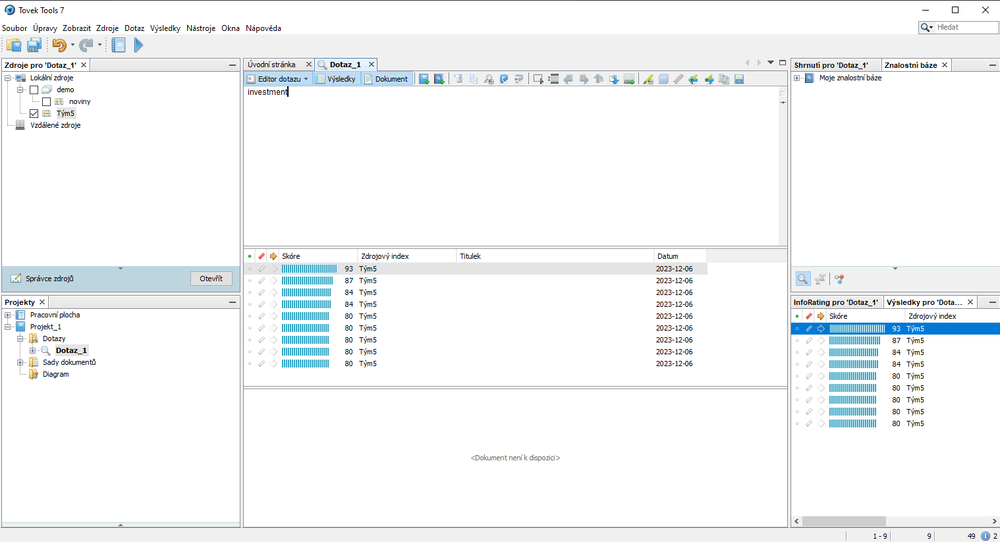 Tovek Tools 7
Soubor Úpravy Zobrazit Zdroje Dotaz Výsledky Nástroje Okna Nápověda
Hledat
Zdroje pro 'Dotaz_1'
Lokální zdroje
demo
noviny
Tým5
Vzdálené zdroje
Správce zdrojů
Otevřít
Projekty
Pracovní plocha
Projekt_1
Dotazy
Dotaz_1
Sady dokumentů
Diagram
Úvodní stránka
Dotaz_1
Editor dotazu Výsledky Dokument
investment
Skóre Zdrojový index Titulek Datum
93 Tým5 2023-12-06
87 Tým5 2023-12-06
84 Tým5 2023-12-06
84 Tým5 2023-12-06
80 Tým5 2023-12-06
80 Tým5 2023-12-06
80 Tým5 2023-12-06
80 Tým5 2023-12-06
80 Tým5 2023-12-06
<Dokument není k dispozici>
Shrnutí pro 'Dotaz_1' Znalostní báze
Moje znalostní báze
InfoRating pro 'Dotaz_1' Výsledky pro 'Dota...
Skóre Zdrojový index
93 Tým5
87 Tým5
84 Tým5
84 Tým5
80 Tým5
80 Tým5
80 Tým5
80 Tým5
80 Tým5
1 - 9 9 49 2